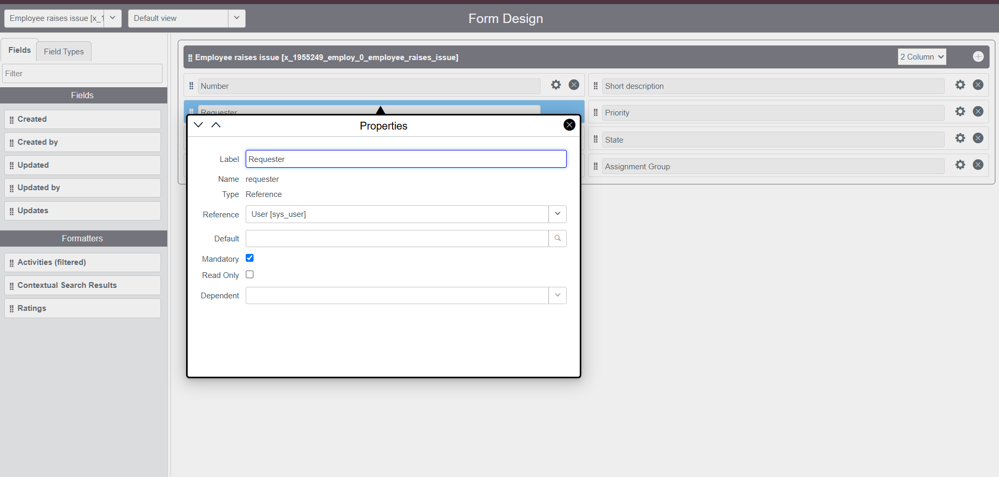 Employee raises issue [x_1
Default view
Form Design
Fields
Field Types
Filter
Fields
Created
Created by
Updated
Updated by
Updates
Formatters
Activities (filtered)
Contextual Search Results
Ratings
Employee raises issue [x_1955249_employ_0_employee_raises_issue]
2 Column
Number
Short description
Requester
Priority
State
Assignment Group
Properties
Label Requester
Name requester
Type Reference
Reference User [sys_user]
Default
Mandatory
Read Only
Dependent